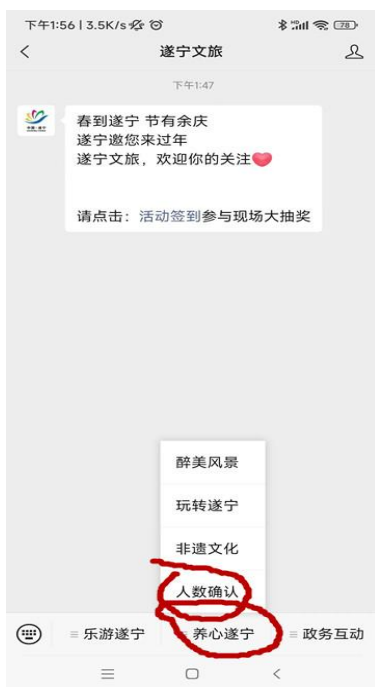 下午1:56 | 3.5K/s
78
遂宁文旅
下午1:47
春到遂宁 节有余庆
遂宁邀您来过年
遂宁文旅，欢迎你的关注
请点击：活动签到参与现场大抽奖
醉美风景
玩转遂宁
非遗文化
人数确认
乐游遂宁
养心遂宁
政务互动